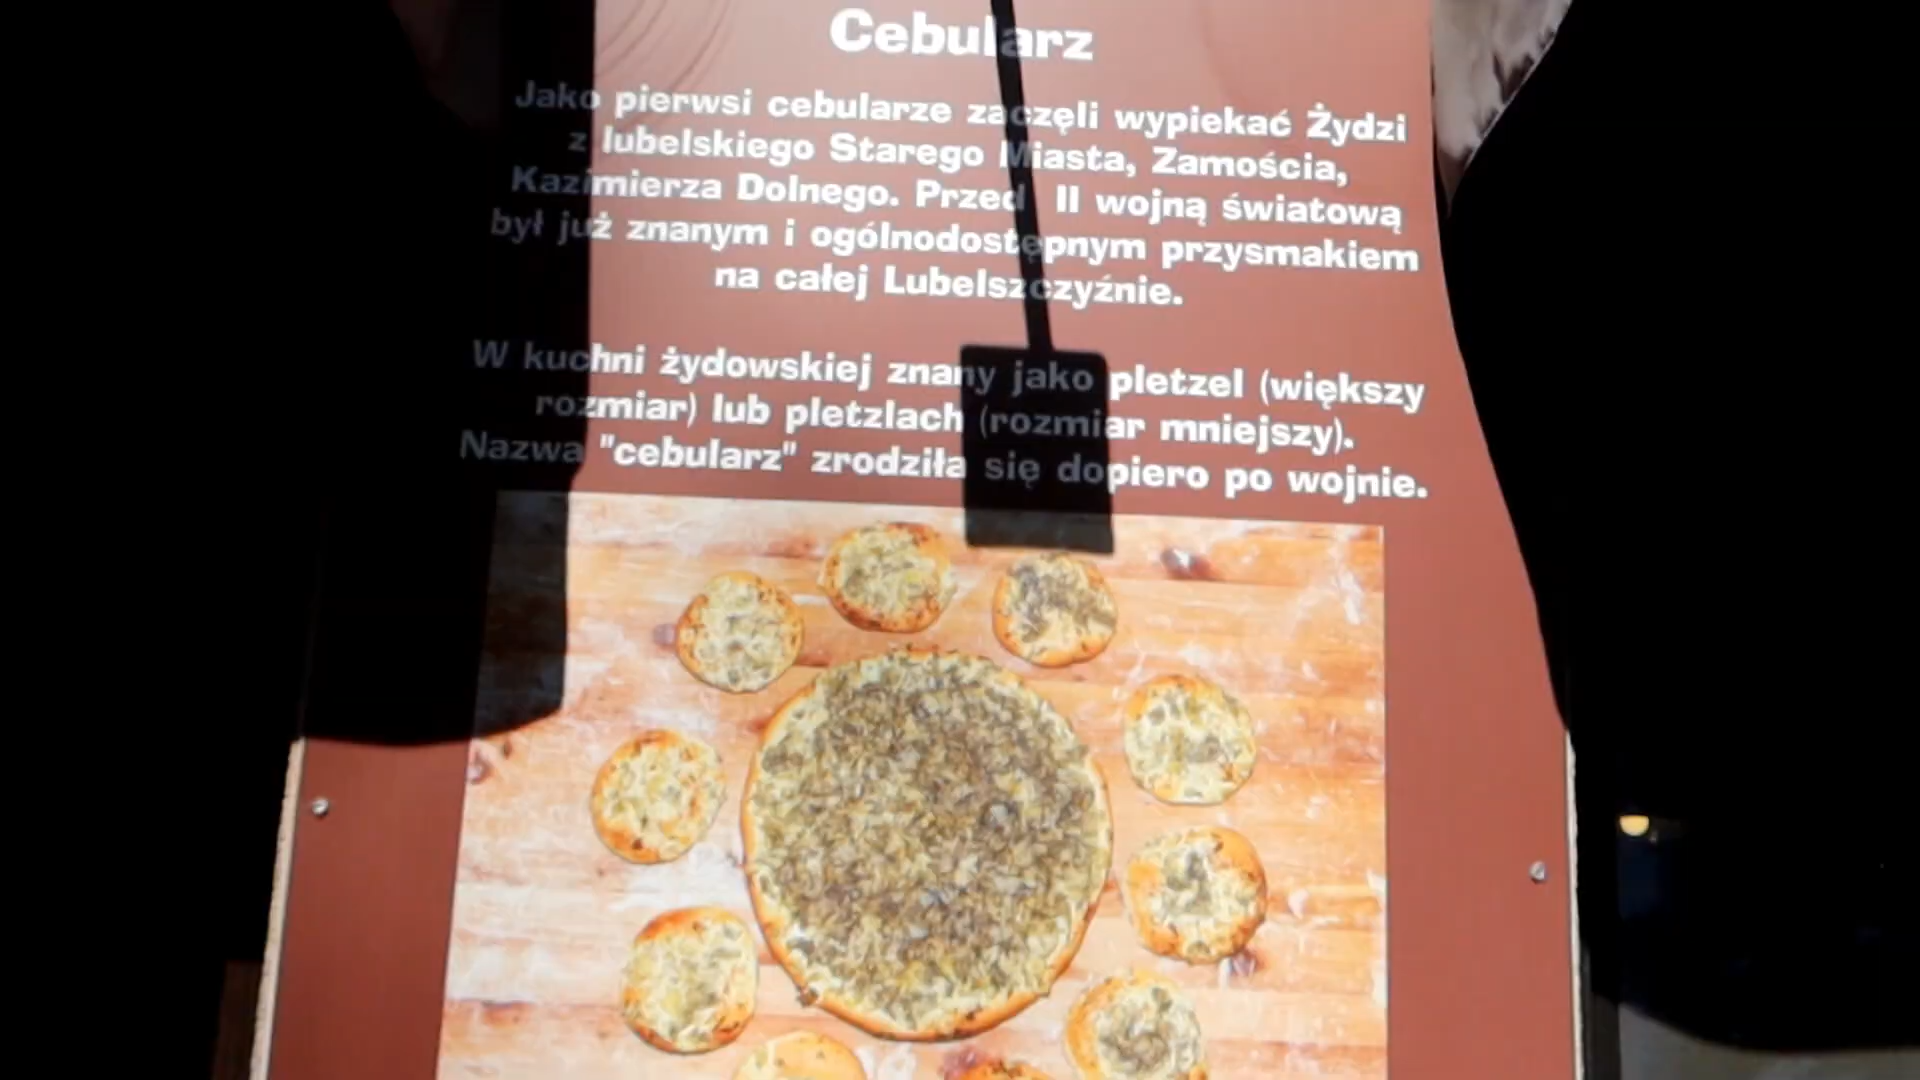 Cebularz
Jako pierwsi cebularze zaczęli wypiekać Żydzi
z lubelskiego Starego Miasta, Zamościa,
Kazimierza Dolnego. Przed II wojną światową
był już znanym i ogólnodostępnym przysmakiem
na całej Lubelszczyźnie.
W kuchni żydowskiej znany jako pletzel (większy
rozmiar) lub pletzlach (rozmiar mniejszy).
Nazwa "cebularz" zrodziła się dopiero po wojnie.